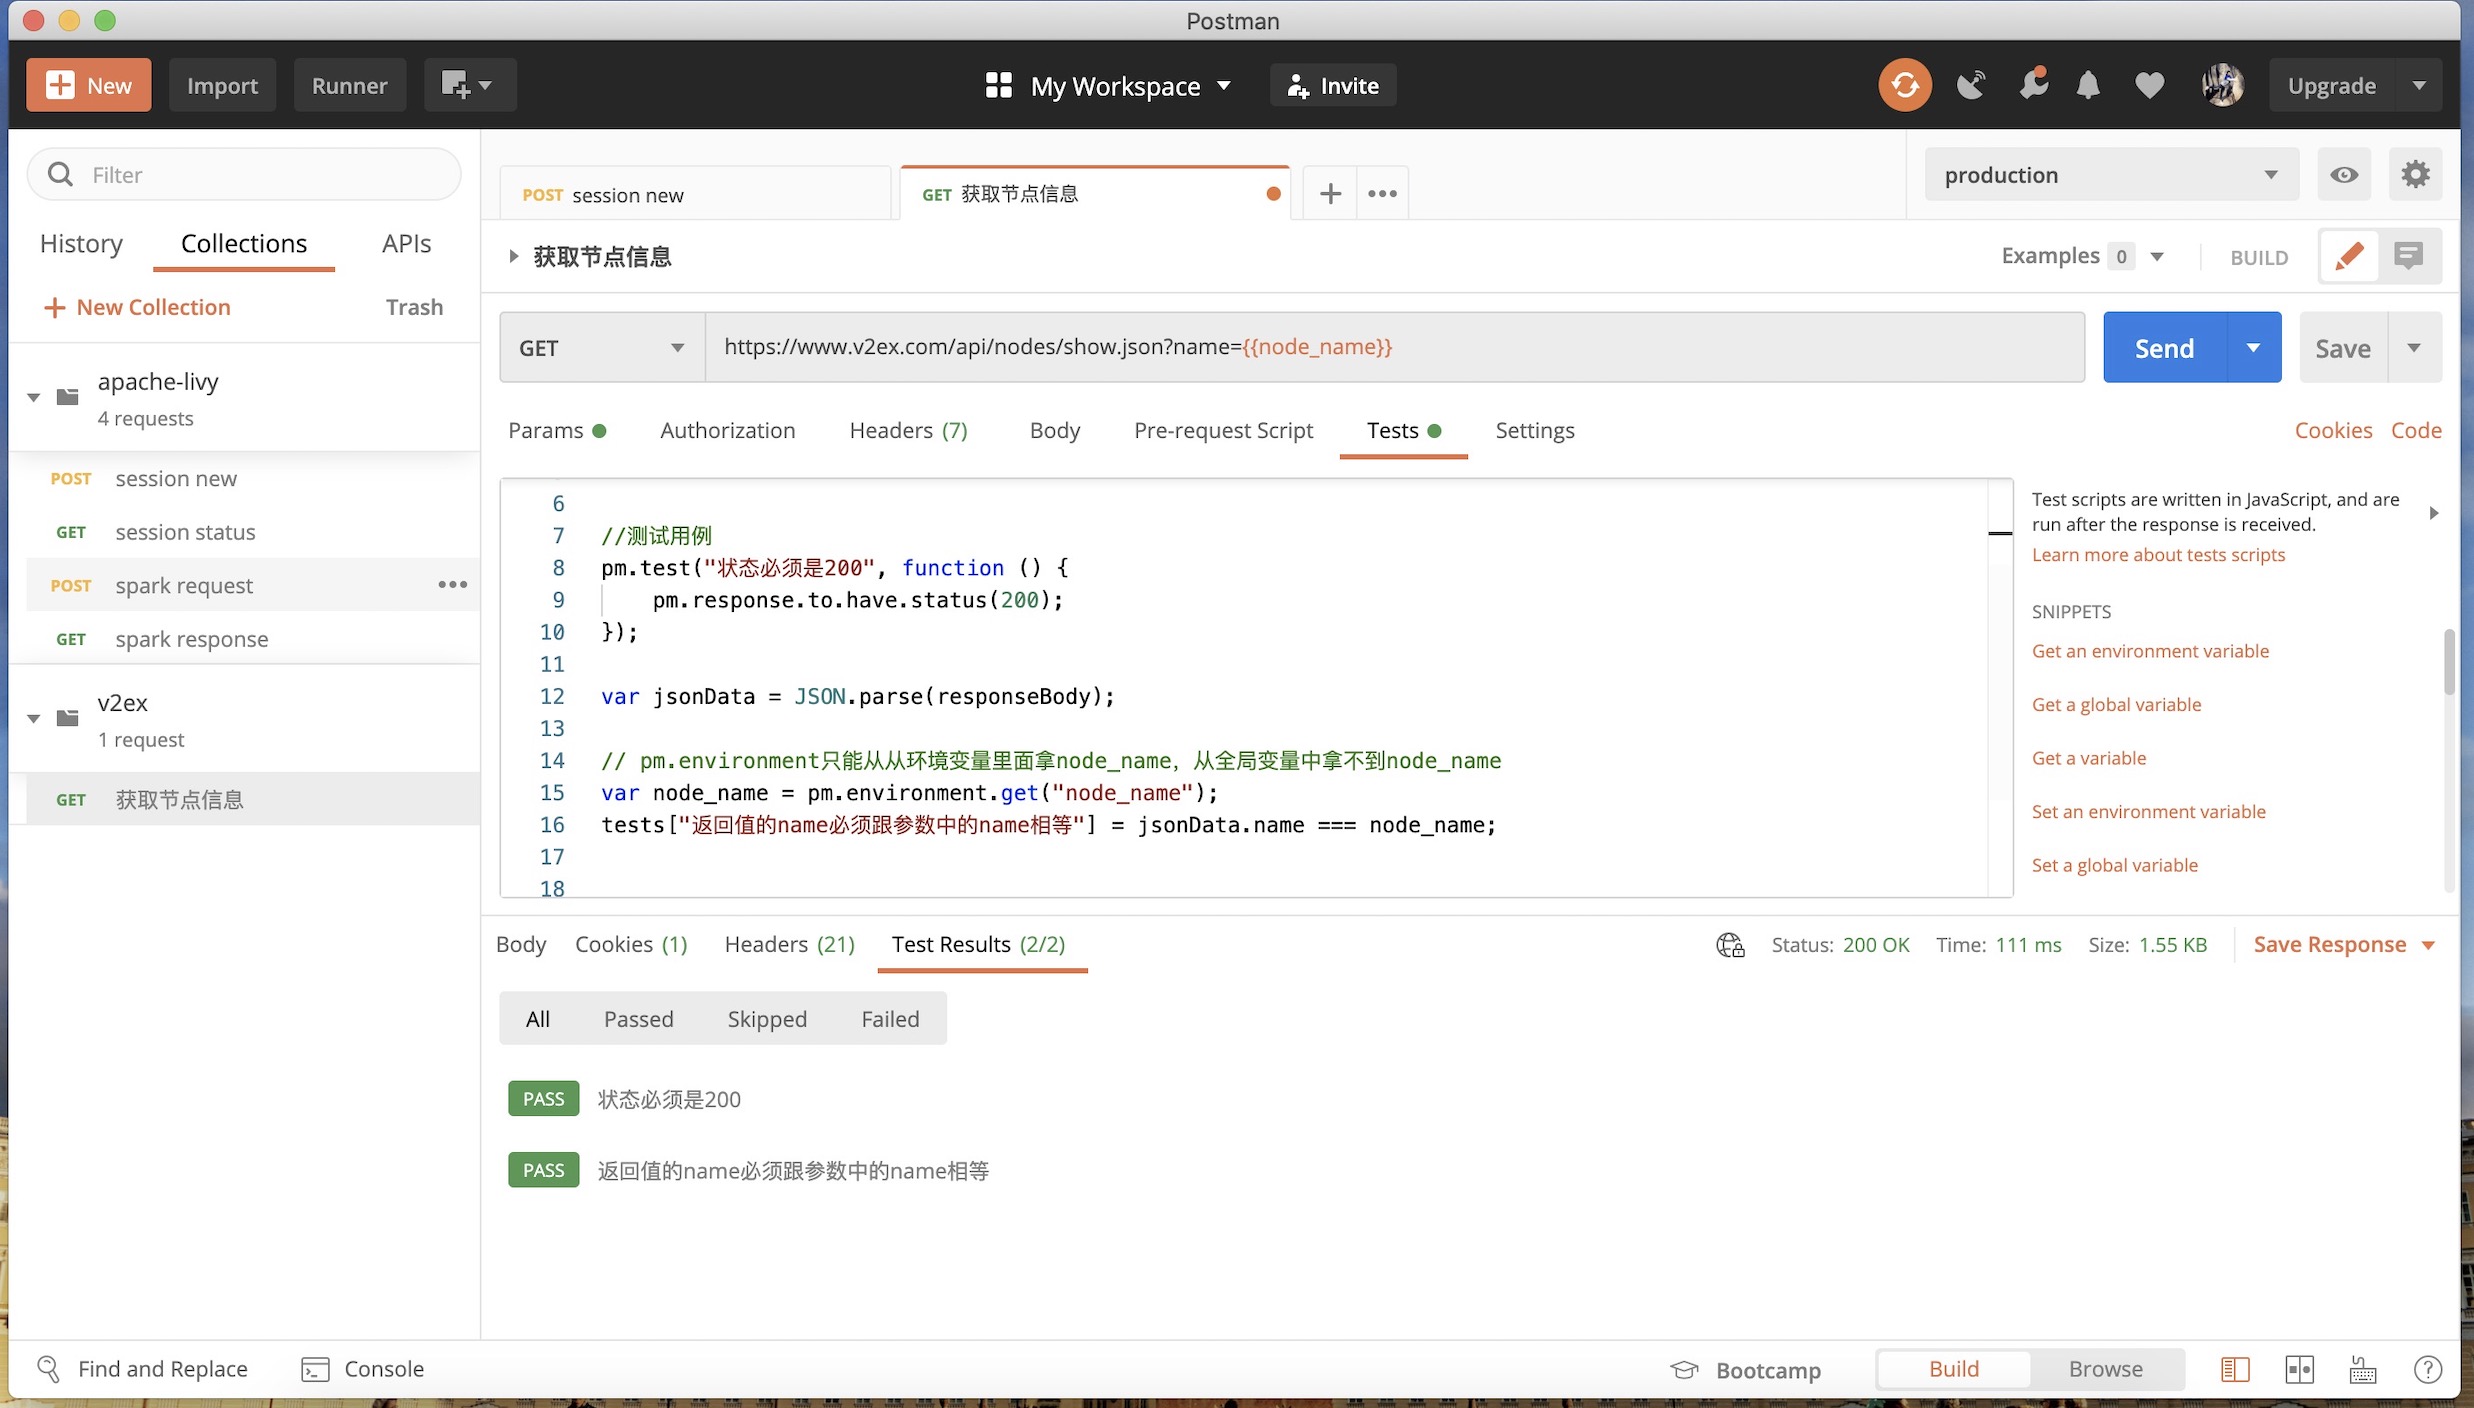 Postman
New
Import
Runner
My Workspace
Invite
Upgrade
Filter
History
Collections
APIs
New Collection
Trash
apache-livy
4 requests
POST session new
GET session status
POST spark request
GET spark response
v2ex
1 request
GET 获取节点信息
POST session new
GET 获取节点信息
production
获取节点信息
Examples 0
BUILD
GET
https://www.v2ex.com/api/nodes/show.json?name={{node_name}}
Send
Save
Params
Authorization
Headers (7)
Body
Pre-request Script
Tests
Settings
Cookies
Code
6
7 //测试用例
8 pm.test("状态必须是200", function () {
9 pm.response.to.have.status(200);
10 });
11
12 var jsonData = JSON.parse(responseBody);
13
14 // pm.environment只能从从环境变量里面拿node_name，从全局变量中拿不到node_name
15 var node_name = pm.environment.get("node_name");
16 tests["返回值的name必须跟参数中的name相等"] = jsonData.name === node_name;
17
18
Test scripts are written in JavaScript, and are
run after the response is received.
Learn more about tests scripts
SNIPPETS
Get an environment variable
Get a global variable
Get a variable
Set an environment variable
Set a global variable
Body
Cookies (1)
Headers (21)
Test Results (2/2)
Status: 200 OK
Time: 111 ms
Size: 1.55 KB
Save Response
All
Passed
Skipped
Failed
PASS 状态必须是200
PASS 返回值的name必须跟参数中的name相等
Find and Replace
Console
Bootcamp
Build
Browse